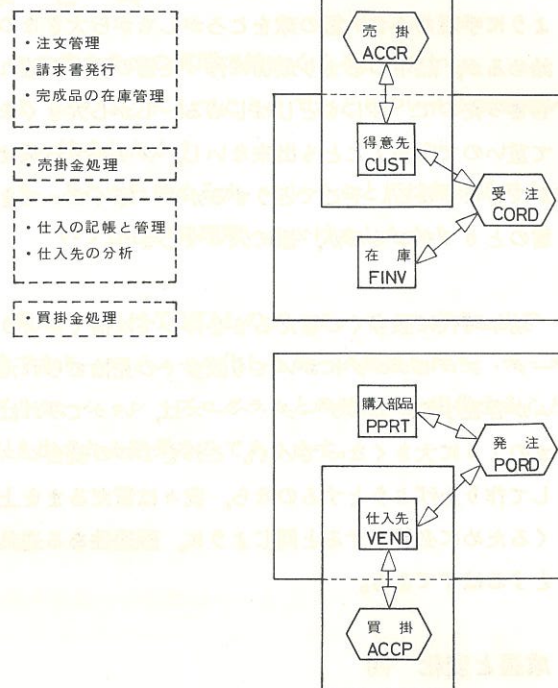 ・注文管理
・請求書発行
・完成品の在庫管理
・売掛金処理
・仕入の記帳と管理
・仕入先の分析
・買掛金処理
売 掛
ACCR
得意先
CUST
受 注
CORD
在 庫
FINV
購入部品
PPRT
発 注
PORD
仕入先
VEND
買 掛
ACCP